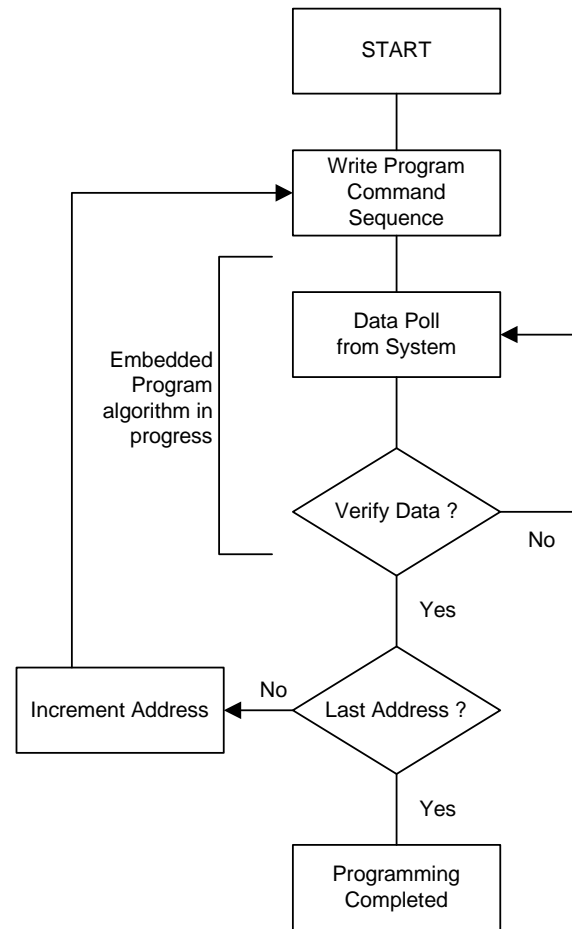 START
Write Program
Command
Sequence
Data Poll
from System
Embedded
Program
algorithm in
progress
Verify Data ?
No
Yes
No
Increment Address
Last Address ?
Yes
Programming
Completed